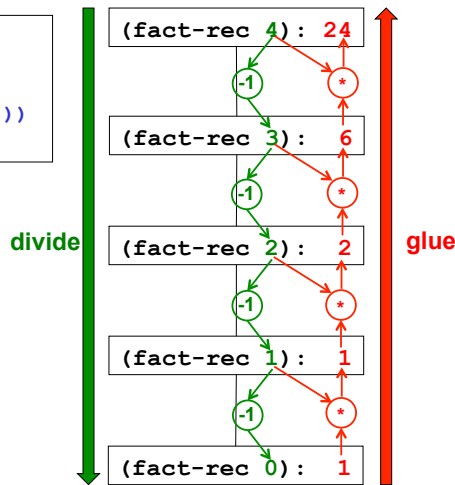 (fact-rec 4): 24
-1 *
))
(fact-rec 3): 6
-1 *
divide (fact-rec 2): 2 glue
-1 *
(fact-rec 1): 1
-1 *
(fact-rec 0): 1